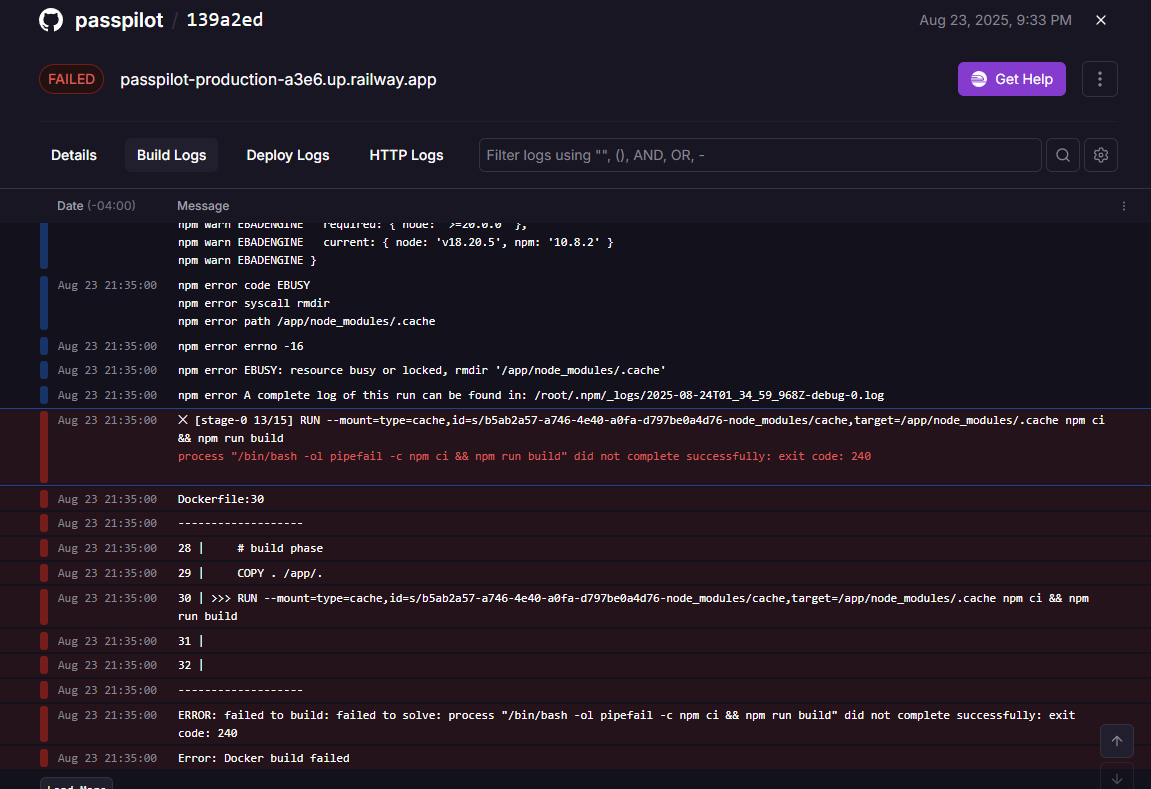 passpilot / 139a2ed
Aug 23, 2025, 9:33 PM
FAILED
passpilot-production-a3e6.up.railway.app
Get Help
Details
Build Logs
Deploy Logs
HTTP Logs
Filter logs using "", (), AND, OR, -
Date (-04:00)
Message
npm warn EBADENGINE   required: { node: '>=20.0.0' },
npm warn EBADENGINE   current: { node: 'v18.20.5', npm: '10.8.2' }
npm warn EBADENGINE }
Aug 23 21:35:00 npm error code EBUSY
npm error syscall rmdir
npm error path /app/node_modules/.cache
Aug 23 21:35:00 npm error errno -16
Aug 23 21:35:00 npm error EBUSY: resource busy or locked, rmdir '/app/node_modules/.cache'
Aug 23 21:35:00 npm error A complete log of this run can be found in: /root/.npm/_logs/2025-08-24T01_34_59_968Z-debug-0.log
Aug 23 21:35:00 ✕ [stage-0 13/15] RUN --mount=type=cache,id=s/b5ab2a57-a746-4e40-a0fa-d797be0a4d76-node_modules/cache,target=/app/node_modules/.cache npm ci
&& npm run build
process "/bin/bash -ol pipefail -c npm ci && npm run build" did not complete successfully: exit code: 240
Aug 23 21:35:00 Dockerfile:30
Aug 23 21:35:00 -------------------
Aug 23 21:35:00 28 |     # build phase
Aug 23 21:35:00 29 |     COPY . /app/.
Aug 23 21:35:00 30 | >>> RUN --mount=type=cache,id=s/b5ab2a57-a746-4e40-a0fa-d797be0a4d76-node_modules/cache,target=/app/node_modules/.cache npm ci && npm
run build
Aug 23 21:35:00 31 |
Aug 23 21:35:00 32 |
Aug 23 21:35:00 -------------------
Aug 23 21:35:00 ERROR: failed to build: failed to solve: process "/bin/bash -ol pipefail -c npm ci && npm run build" did not complete successfully: exit
code: 240
Aug 23 21:35:00 Error: Docker build failed
Load More